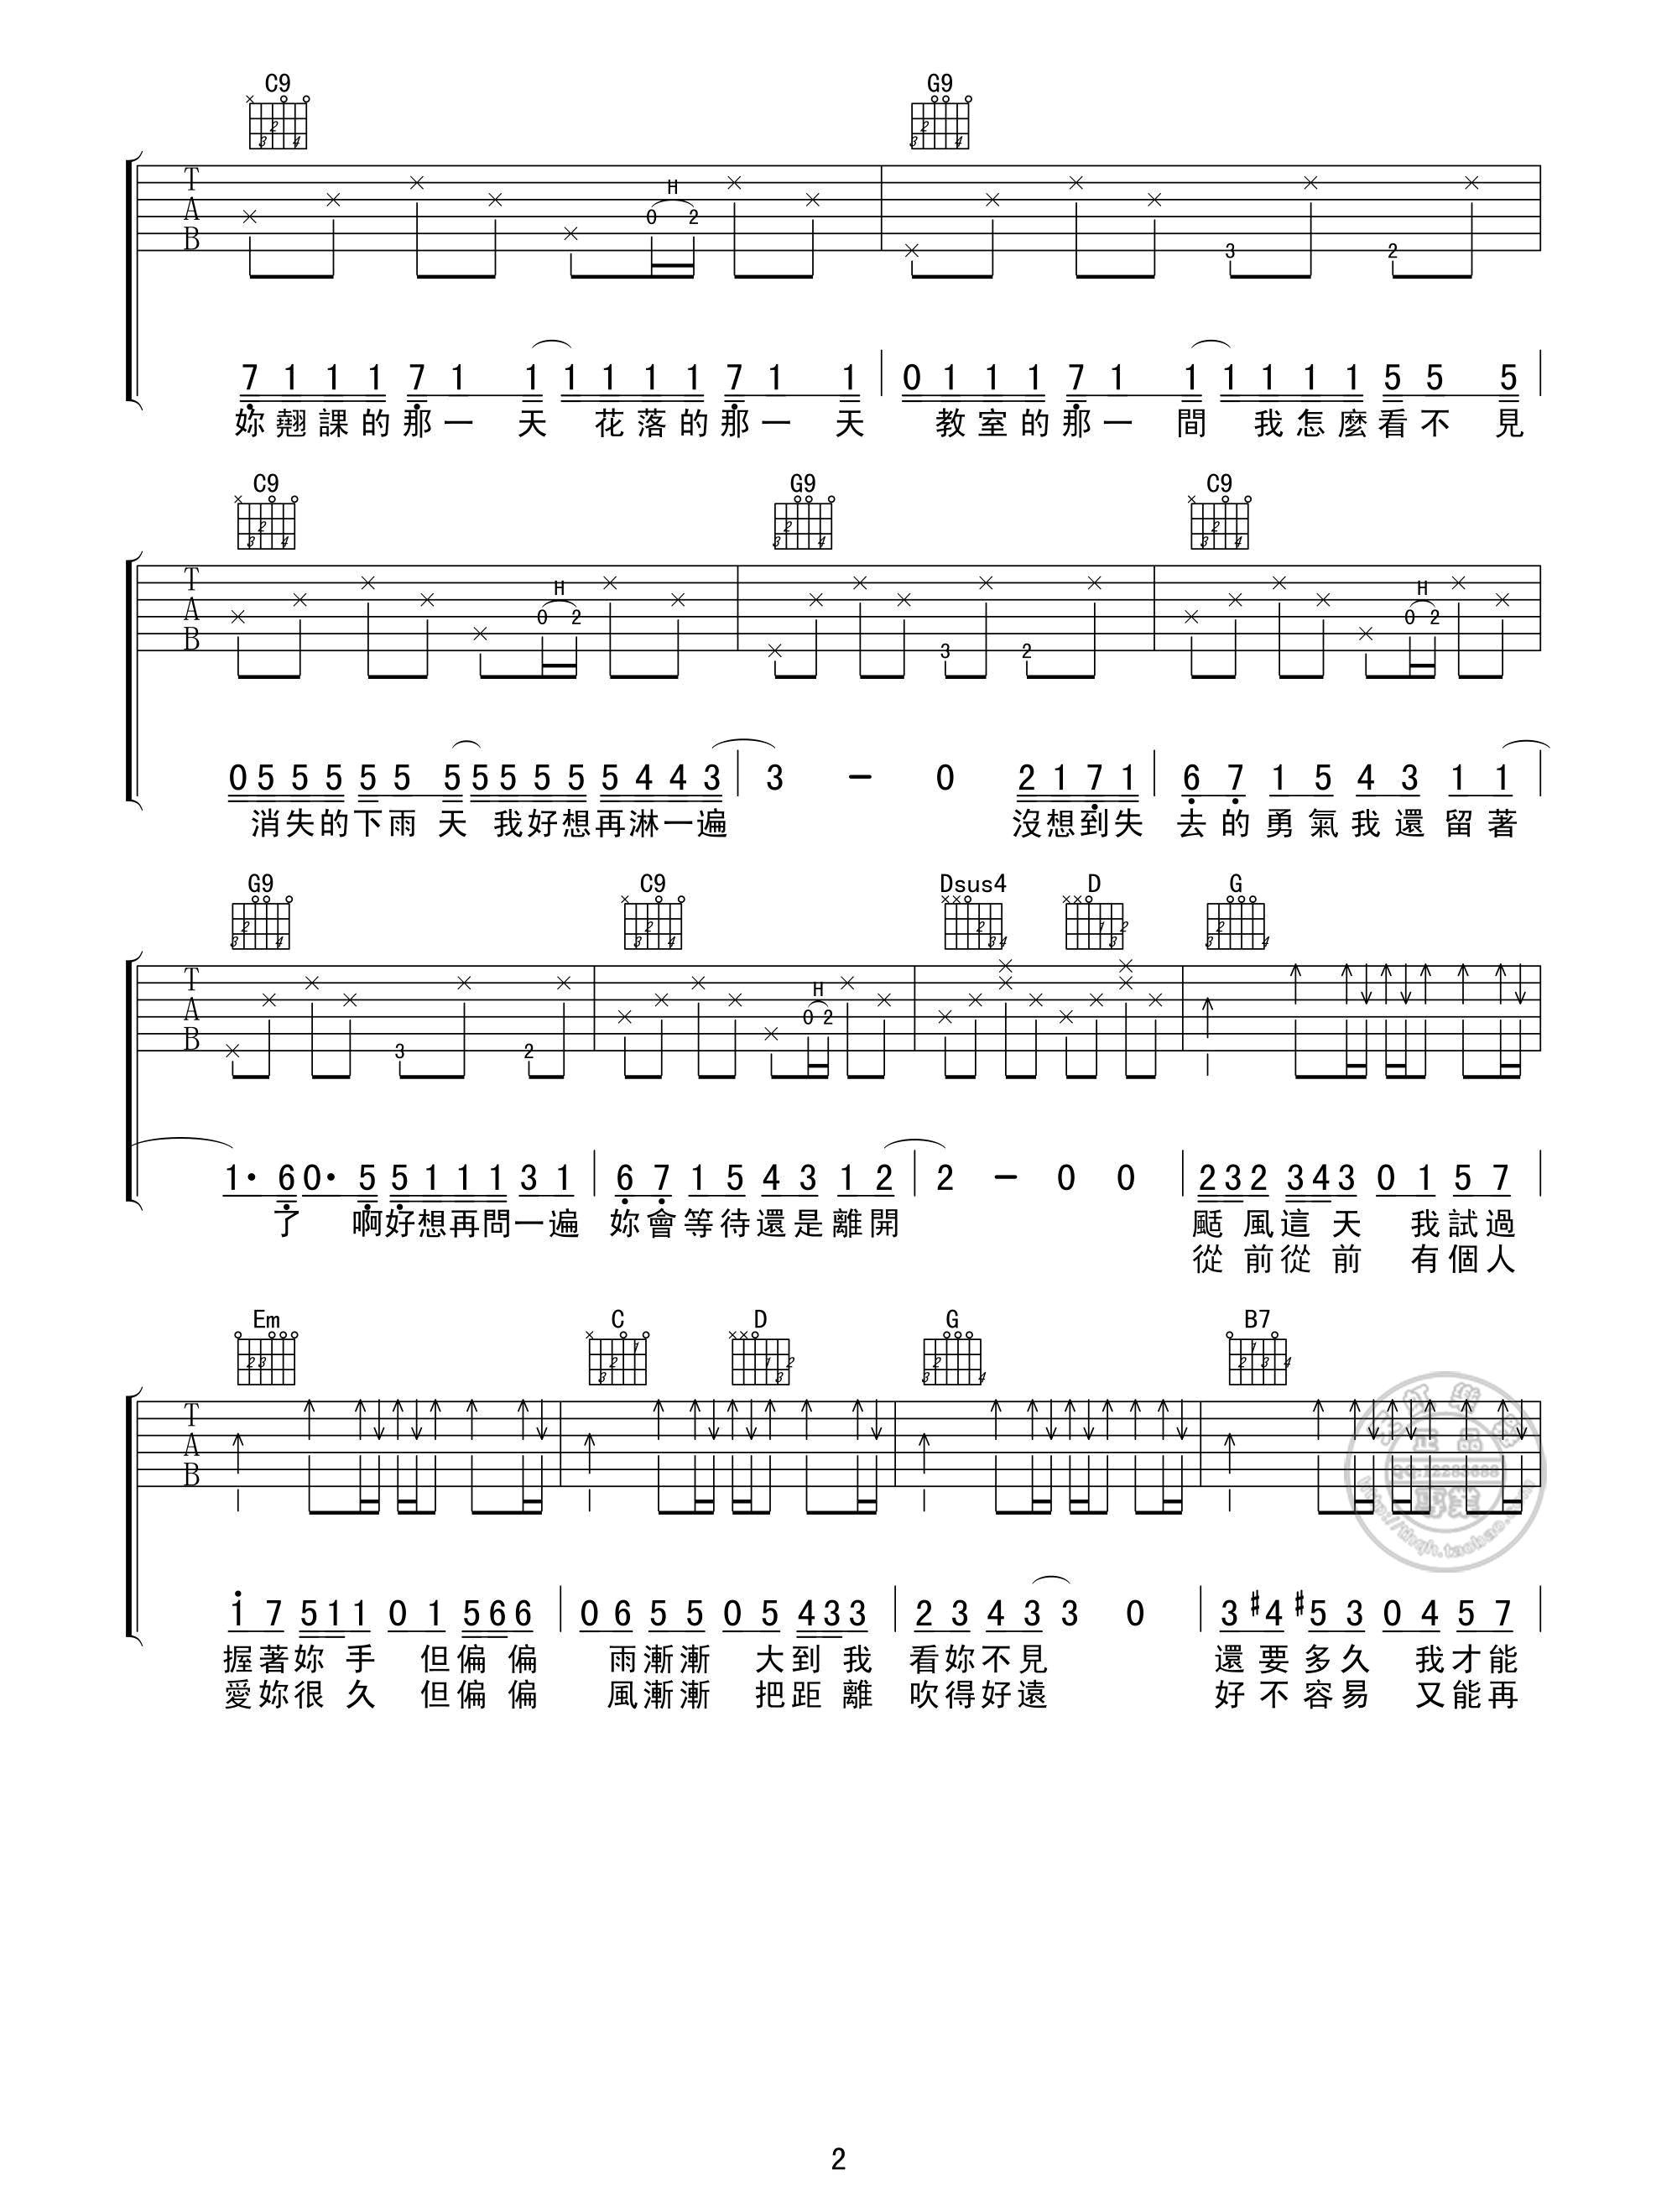 C9 G9
T A B H 0 2 3 2
7 1 1 1 7 1 1 1 1 1 1 7 1 1 0 1 1 1 7 1 1 1 1 1 1 5 5 5
妳翹課的那一 天 花落的那一 天 教室的那一 間 我怎麼看不 見
C9 G9 C9
T A B H 0 2 3 2 H 0 2
0 5 5 5 5 5 5 5 5 5 5 5 4 4 3 3 - 0 2 1 7 1 6 7 1 5 4 3 1 1
消失的下雨 天 我好想再淋一遍 沒想到失 去的勇氣我還留著
G9 C9 Dsus4 D G
T A B 3 2 H 0 2
1· 6 0· 5 5 1 1 1 3 1 6 7 1 5 4 3 1 2 2 - 0 0 2 3 2 3 4 3 0 1 5 7
了 啊好想再問一遍 妳會等待還是離開 颳風這天 我試過
從前從前 有個人
Em C D G B7
T A B
1 7 5 1 1 0 1 5 6 6 0 6 5 5 0 5 4 3 3 2 3 4 3 3 0 3 #4 #5 3 0 4 5 7
握著妳手 但偏偏 雨漸漸 大到我 看妳不見 還要多久 我才能
愛妳很久 但偏偏 風漸漸 把距離 吹得好遠 好不容易 又能再
正品
QQ:12283688
專業
2